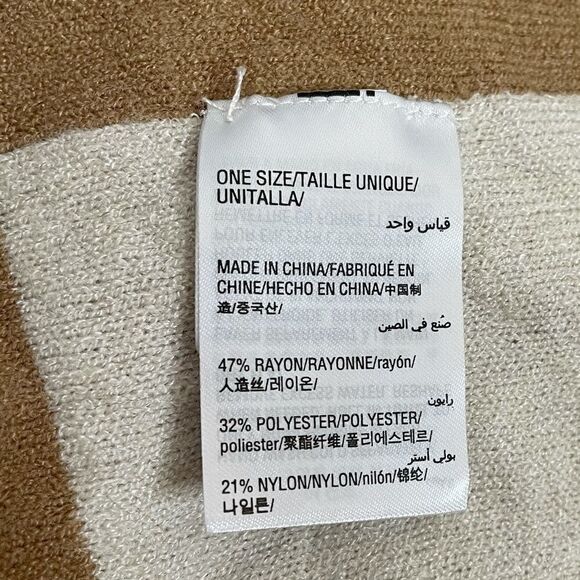 ONE SIZE/TAILLE UNIQUE/
UNITALLA/
قياس واحد
MADE IN CHINA/FABRIQUÉ EN
CHINE/HECHO EN CHINA/中国制
造/중국산/
صُنع في الصين
47% RAYON/RAYONNE/rayón/
人造丝/레이온/
رايون
32% POLYESTER/POLYESTER/
poliester/聚酯纤维/폴리에스테르/
بولي أستر
21% NYLON/NYLON/nilón/锦纶/
나일론/